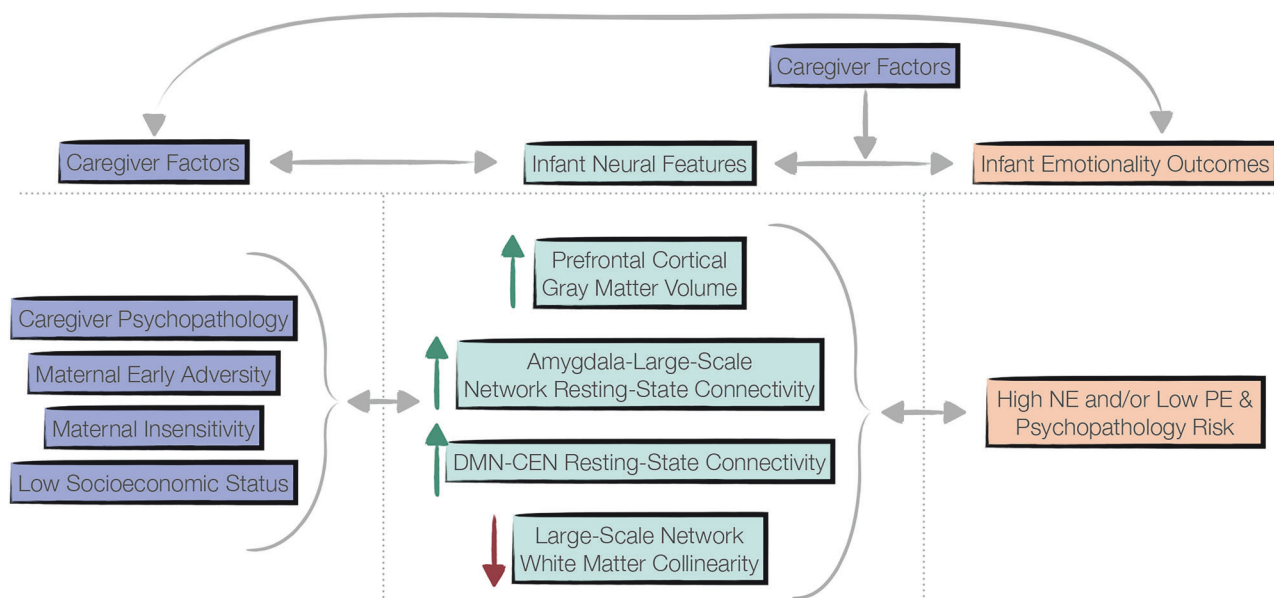 Caregiver Factors
Caregiver Factors
Infant Neural Features
Infant Emotionality Outcomes
Caregiver Psychopathology
Maternal Early Adversity
Maternal Insensitivity
Low Socioeconomic Status
Prefrontal Cortical
Gray Matter Volume
Amygdala-Large-Scale
Network Resting-State Connectivity
DMN-CEN Resting-State Connectivity
Large-Scale Network
White Matter Collinearity
High NE and/or Low PE &
Psychopathology Risk